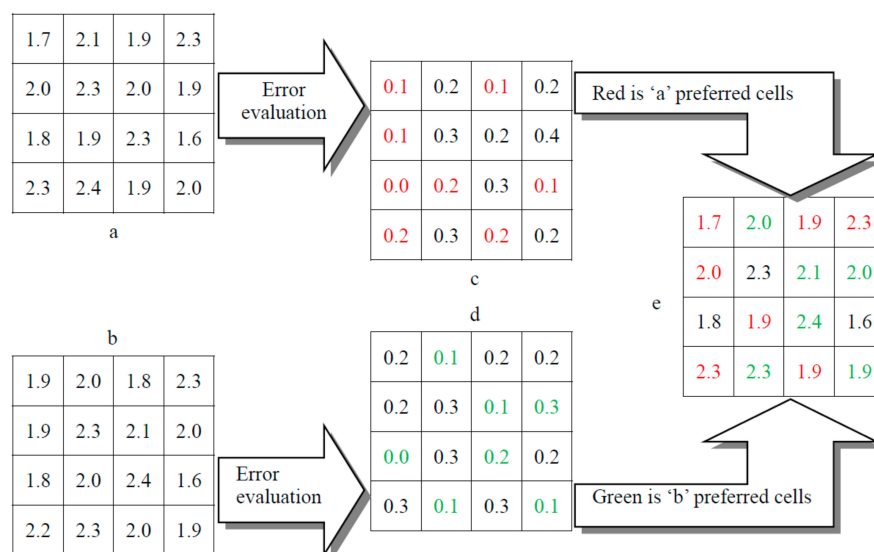 1.7 2.1 1.9 2.3
2.0 2.3 2.0 1.9
1.8 1.9 2.3 1.6
2.3 2.4 1.9 2.0
a
Error
evaluation
0.1 0.2 0.1 0.2
0.1 0.3 0.2 0.4
0.0 0.2 0.3 0.1
0.2 0.3 0.2 0.2
c
Red is ‘a’ preferred cells
b
1.9 2.0 1.8 2.3
1.9 2.3 2.1 2.0
1.8 2.0 2.4 1.6
2.2 2.3 2.0 1.9
Error
evaluation
d
0.2 0.1 0.2 0.2
0.2 0.3 0.1 0.3
0.0 0.3 0.2 0.2
0.3 0.1 0.3 0.1
Green is ‘b’ preferred cells
e
1.7 2.0 1.9 2.3
2.0 2.3 2.1 2.0
1.8 1.9 2.4 1.6
2.3 2.3 1.9 1.9